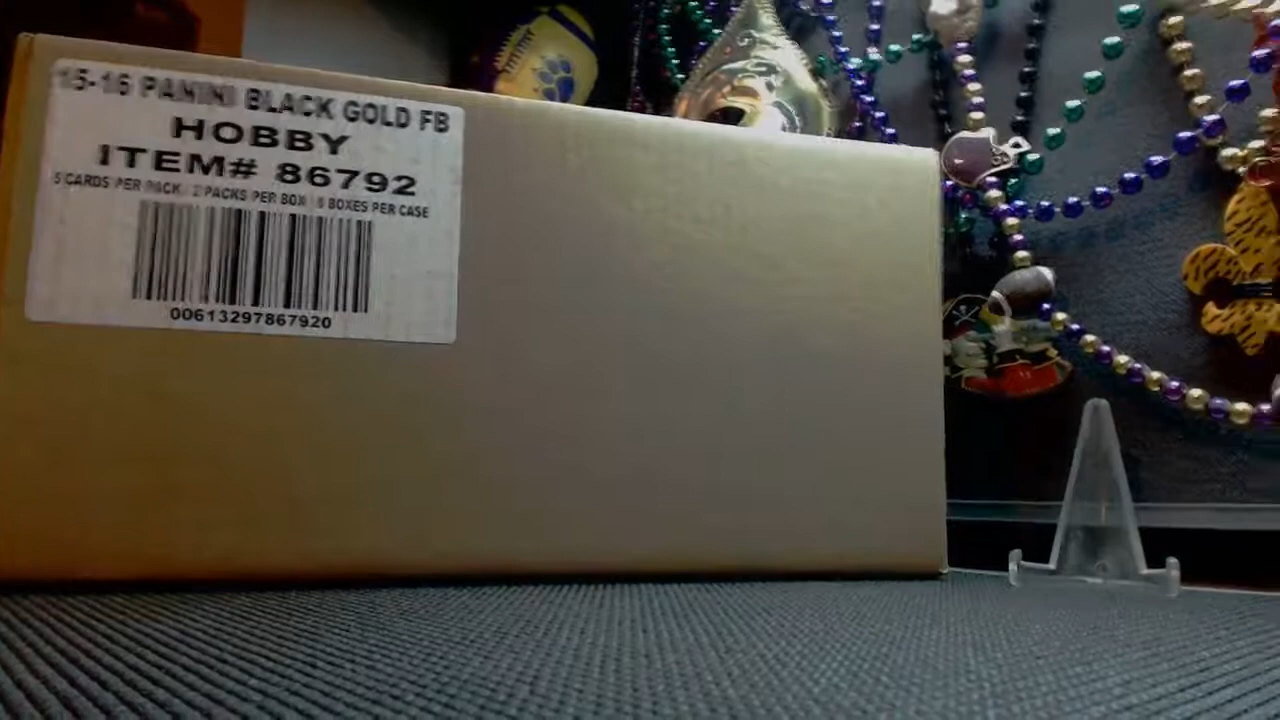 15-16 PANINI BLACK GOLD FB
HOBBY
ITEM# 86792
5 CARDS PER PACK 2 PACKS PER BOX 6 BOXES PER CASE
00613297867920